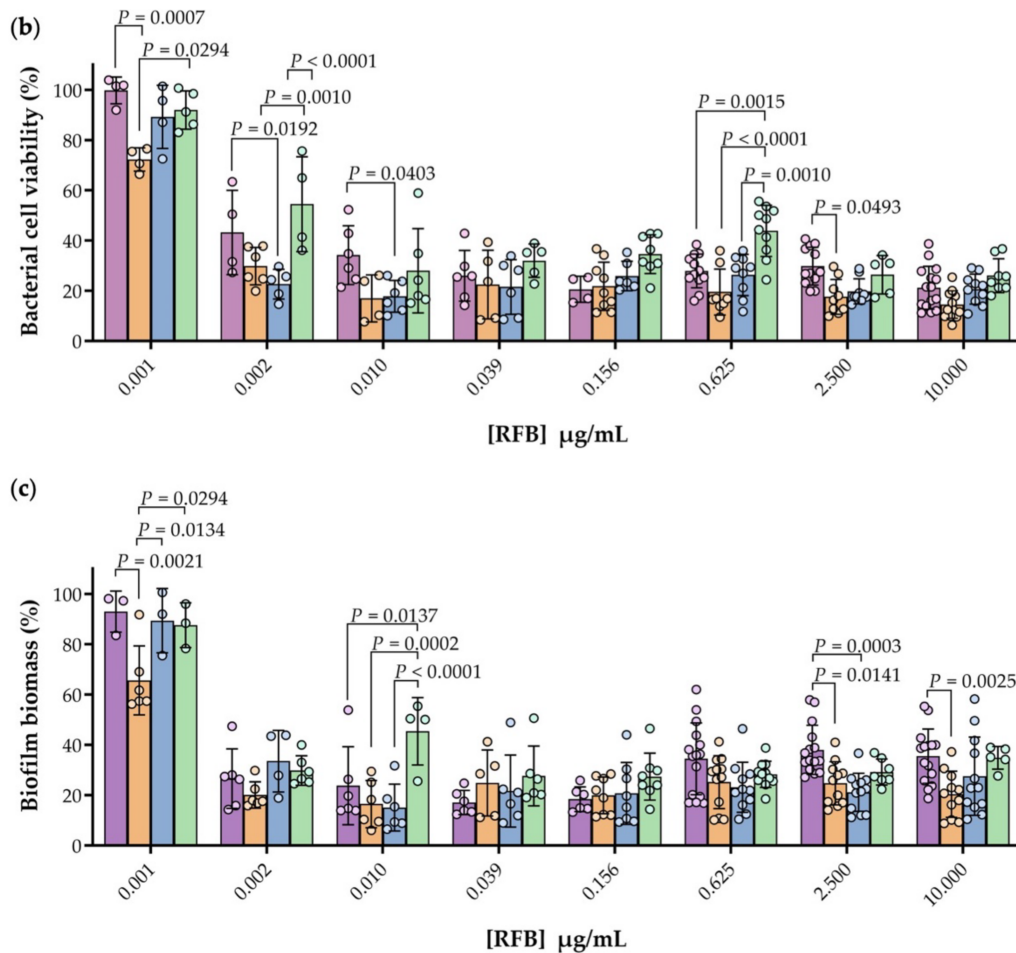 (b)
Bacterial cell viability (%)
P = 0.0007
P = 0.0294
P < 0.0001
P = 0.0010
P = 0.0192
P = 0.0403
P = 0.0015
P < 0.0001
P = 0.0010
P = 0.0493
100
80
60
40
20
0
0.001 0.002 0.010 0.039 0.156 0.625 2.500 10.000
[RFB] µg/mL
(c)
Biofilm biomass (%)
P = 0.0294
P = 0.0134
P = 0.0021
P = 0.0137
P = 0.0002
P < 0.0001
P = 0.0003
P = 0.0141
P = 0.0025
100
80
60
40
20
0
0.001 0.002 0.010 0.039 0.156 0.625 2.500 10.000
[RFB] µg/mL